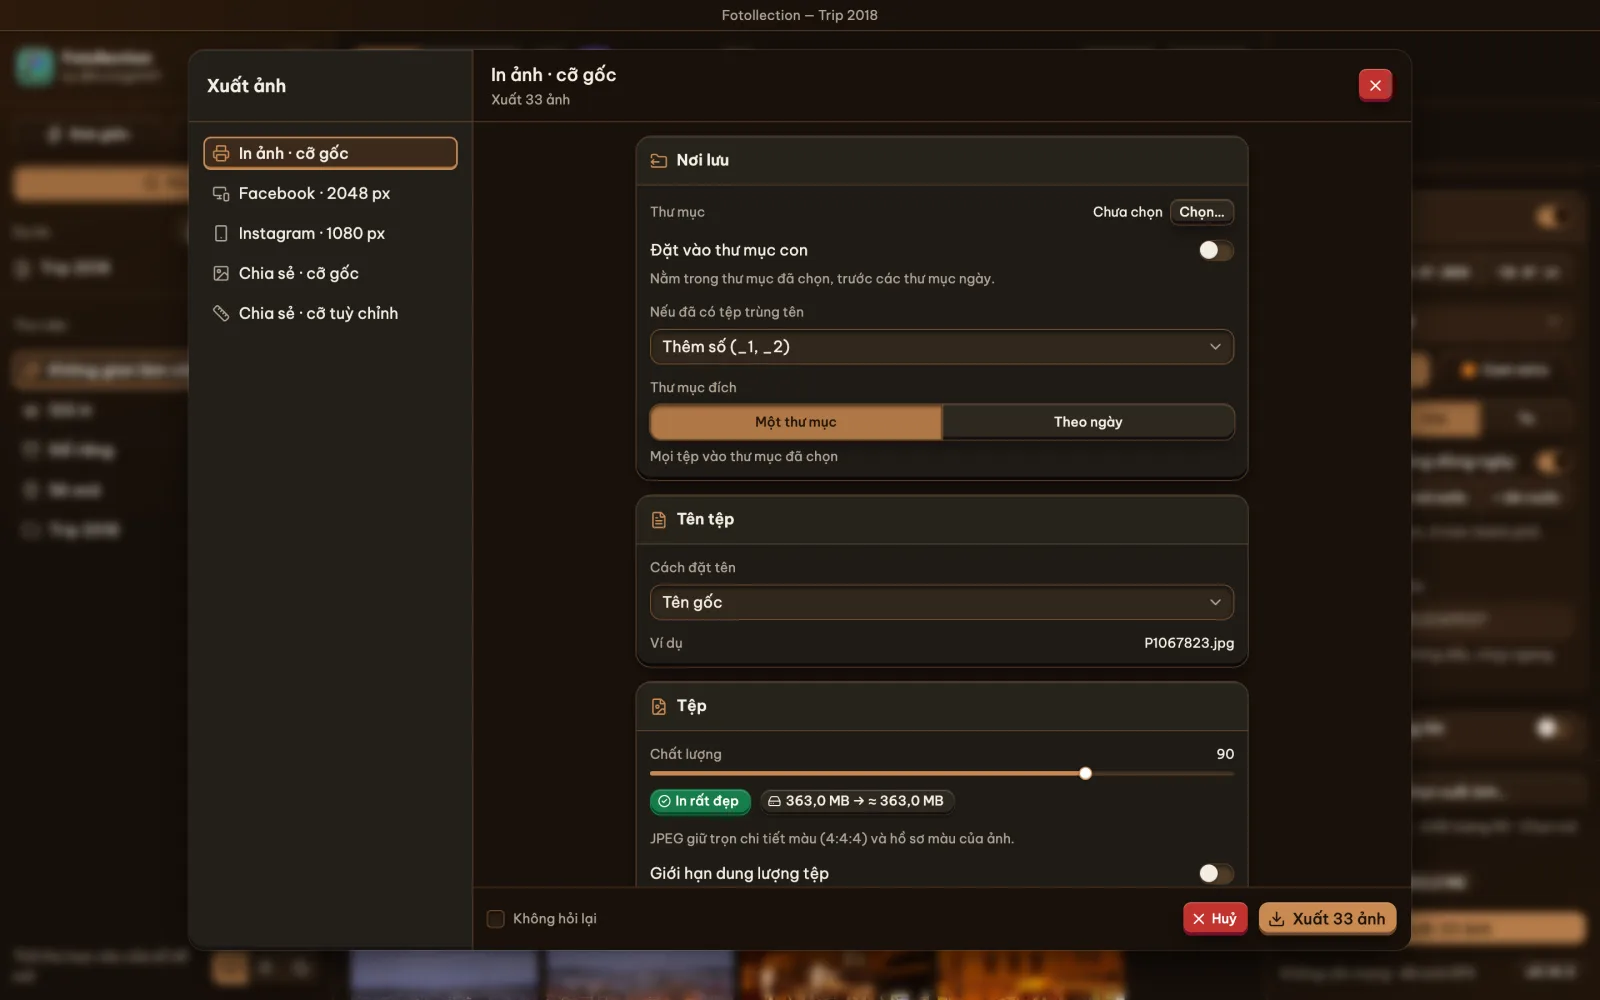 Fotollection — Trip 2018
Xuất ảnh
In ảnh · cỡ gốc
Facebook · 2048 px
Instagram · 1080 px
Chia sẻ · cỡ gốc
Chia sẻ · cỡ tuỳ chỉnh
In ảnh · cỡ gốc
Xuất 33 ảnh
Nơi lưu
Thư mục Chưa chọn Chọn...
Đặt vào thư mục con
Nằm trong thư mục đã chọn, trước các thư mục ngày.
Nếu đã có tệp trùng tên
Thêm số (_1, _2)
Thư mục đích
Một thư mục Theo ngày
Mọi tệp vào thư mục đã chọn
Tên tệp
Cách đặt tên
Tên gốc
Ví dụ P1067823.jpg
Tệp
Chất lượng 90
In rất đẹp 363,0 MB → ≈ 363,0 MB
JPEG giữ trọn chi tiết màu (4:4:4) và hồ sơ màu của ảnh.
Giới hạn dung lượng tệp
Không hỏi lại Huỷ Xuất 33 ảnh